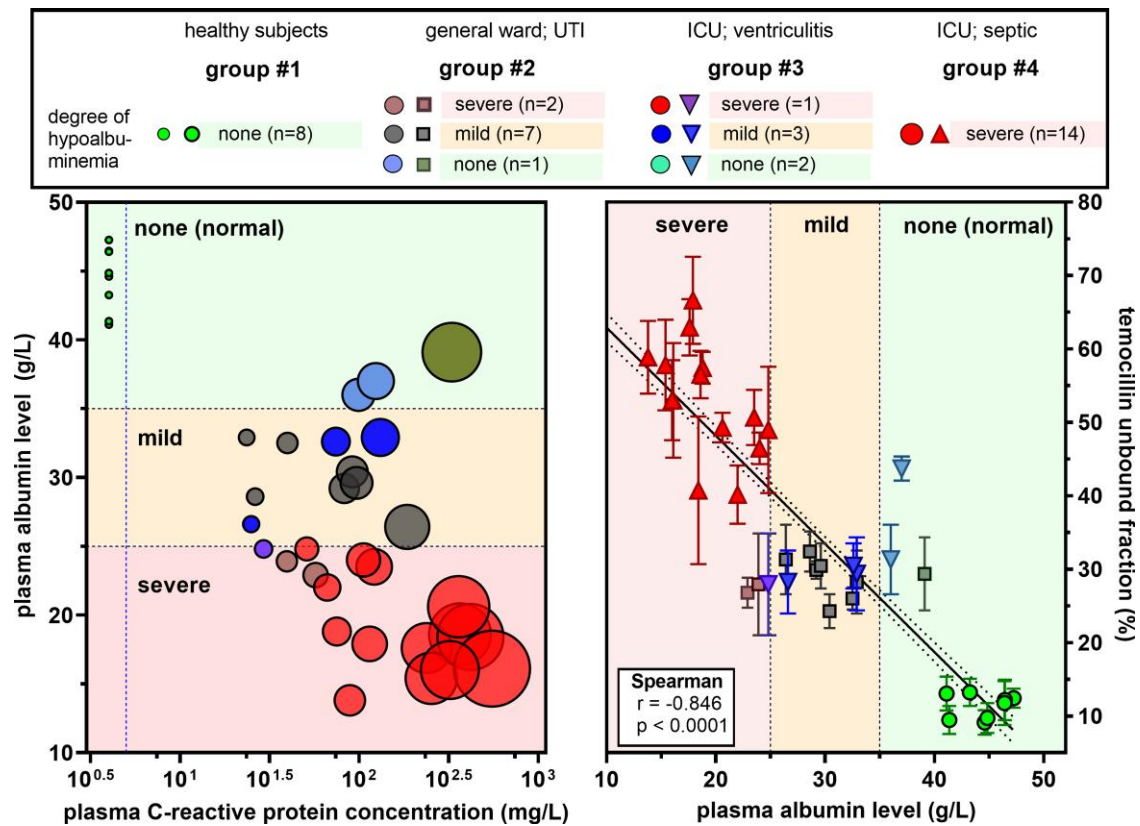 healthy subjects general ward; UTI ICU; ventriculitis ICU; septic
group #1 group #2 group #3 group #4
degree of
hypoalbu-
minemia
none (n=8)
severe (n=2)
mild (n=7)
none (n=1)
severe (=1)
mild (n=3)
none (n=2)
severe (n=14)
plasma albumin level (g/L)
50
40
30
20
10
none (normal)
mild
severe
10^0.5 10^1 10^1.5 10^2 10^2.5 10^3
plasma C-reactive protein concentration (mg/L)
severe mild none (normal)
Spearman
r = -0.846
p < 0.0001
10 20 30 40 50
plasma albumin level (g/L)
80
70
60
50
40
30
20
10
temocillin unbound fraction (%)